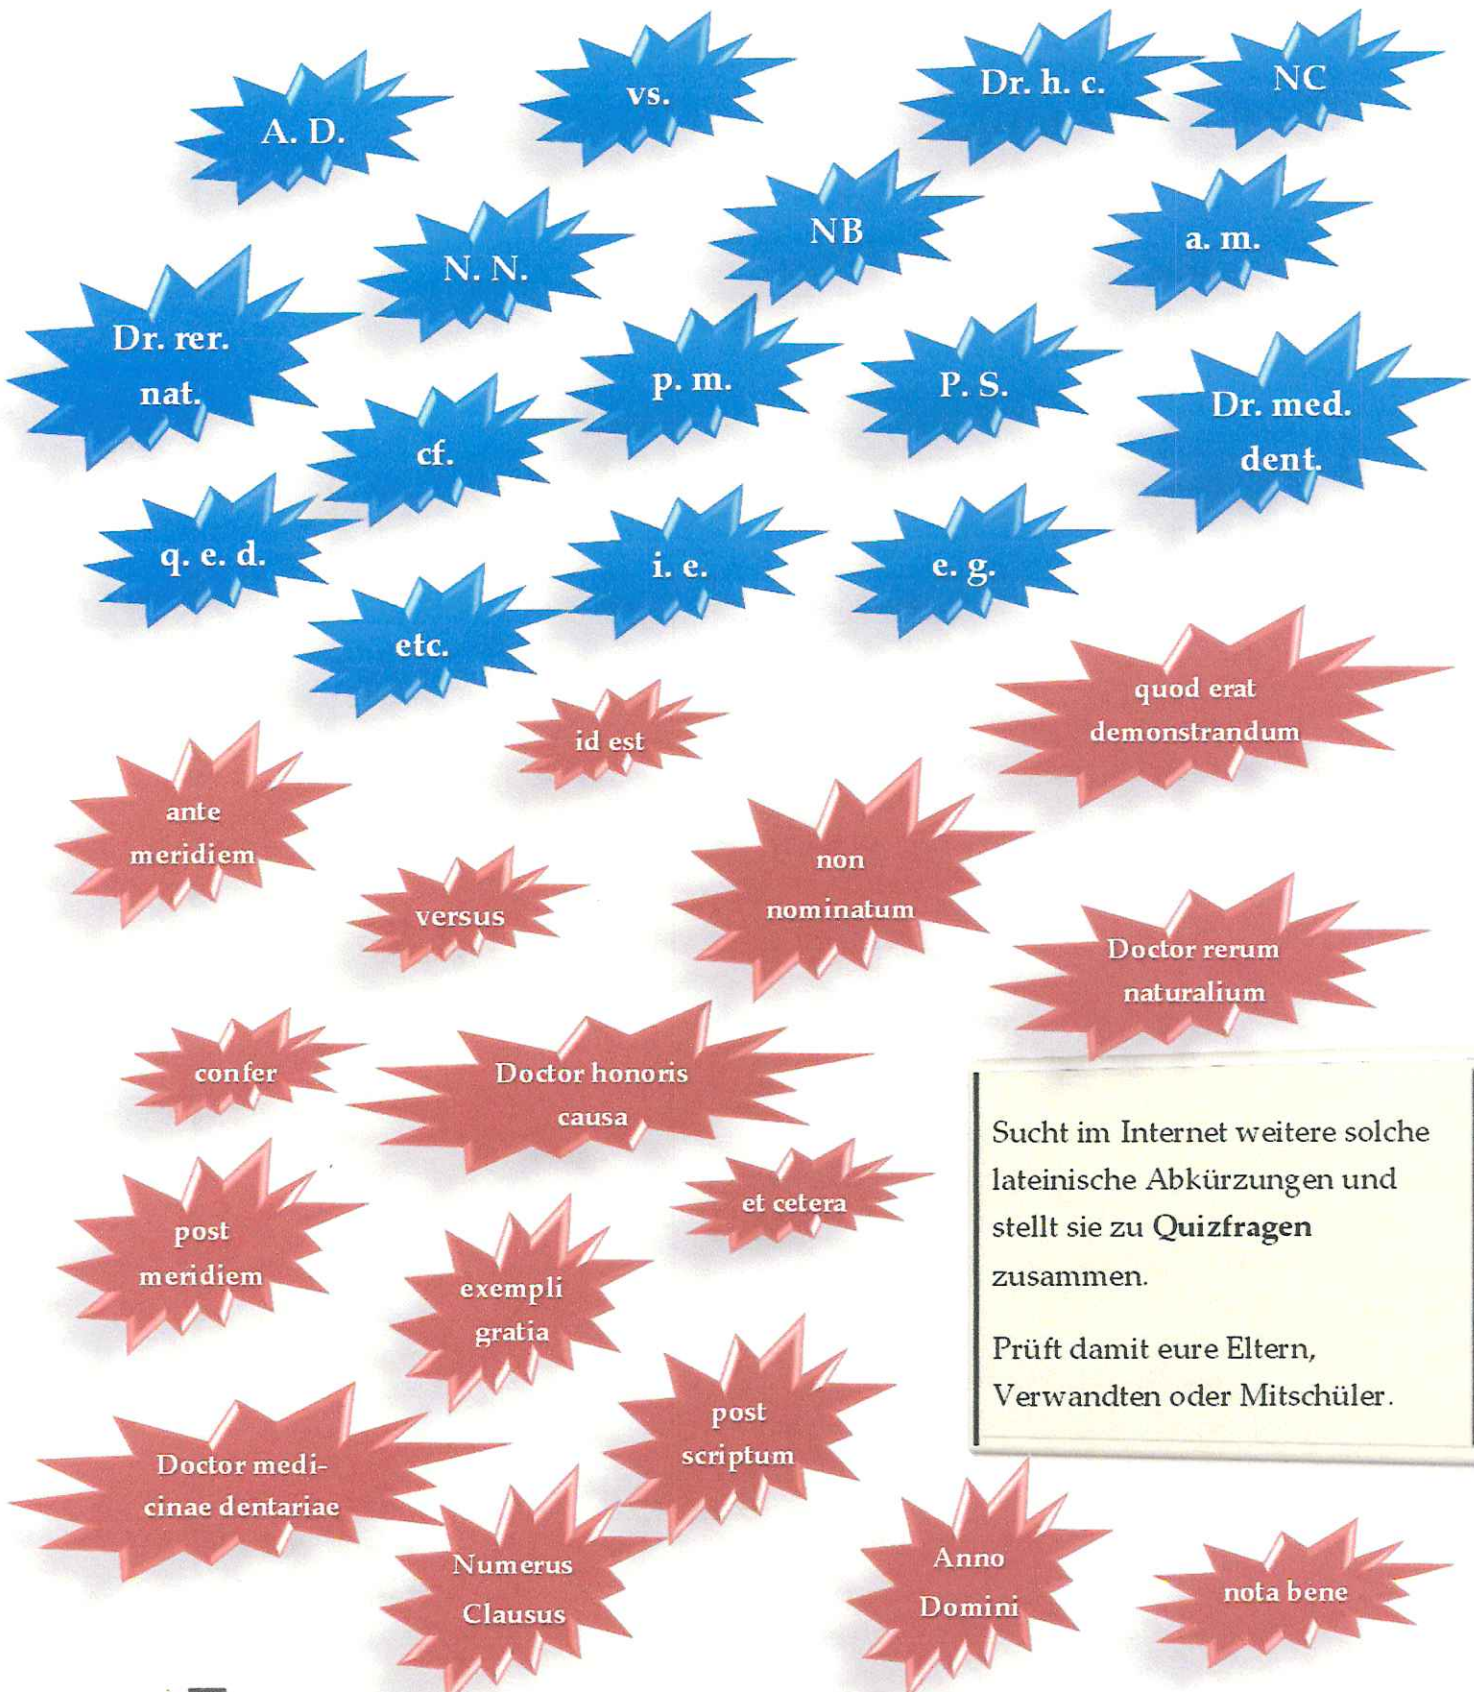 A. D.
vs.
Dr. h. c.
NC
N. N.
NB
a. m.
Dr. rer.
nat.
cf.
p. m.
P. S.
Dr. med.
dent.
q. e. d.
etc.
i. e.
e. g.
quod erat
demonstrandum
id est
ante
meridiem
versus
non
nominatum
Doctor rerum
naturalium
confer
Doctor honoris
causa
et cetera
post
meridiem
exempli
gratia
Sucht im Internet weitere solche
lateinische Abkürzungen und
stellt sie zu Quizfragen
zusammen.
Prüft damit eure Eltern,
Verwandten oder Mitschüler.
post
scriptum
Doctor medi-
cinae dentariae
Numerus
Clausus
Anno
Domini
nota bene